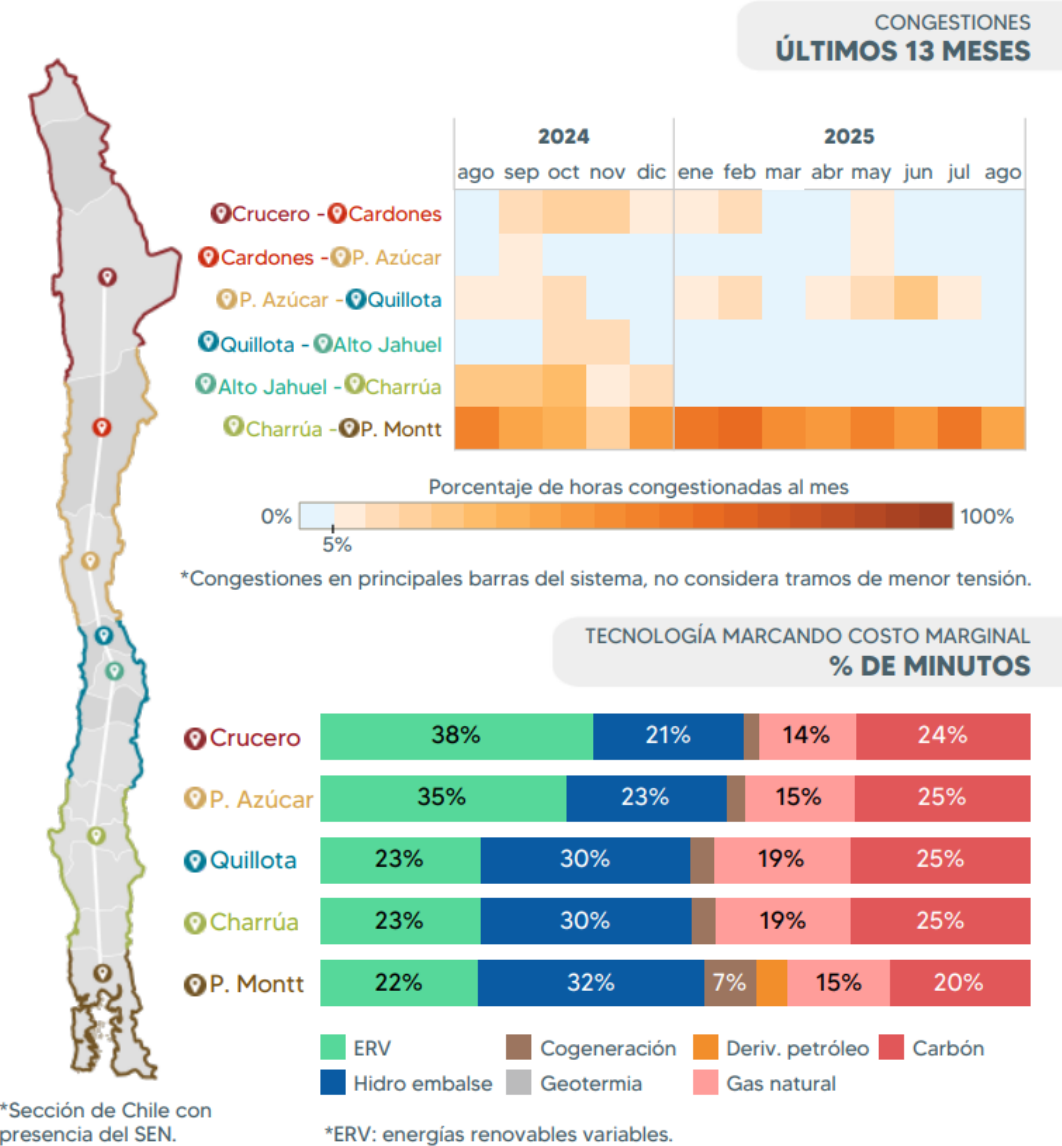 CONGESTIONES
ÚLTIMOS 13 MESES
2024 2025
ago sep oct nov dic ene feb mar abr may jun jul ago
Crucero - Cardones
Cardones - P. Azúcar
P. Azúcar - Quillota
Quillota - Alto Jahuel
Alto Jahuel - Charrúa
Charrúa - P. Montt
Porcentaje de horas congestionadas al mes
0% 100%
5%
*Congestiones en principales barras del sistema, no considera tramos de menor tensión.
TECNOLOGÍA MARCANDO COSTO MARGINAL
% DE MINUTOS
Crucero 38% 21% 14% 24%
P. Azúcar 35% 23% 15% 25%
Quillota 23% 30% 19% 25%
Charrúa 23% 30% 19% 25%
P. Montt 22% 32% 7% 15% 20%
ERV Cogeneración Deriv. petróleo Carbón
Hidro embalse Geotermia Gas natural
*Sección de Chile con
presencia del SEN.
*ERV: energías renovables variables.